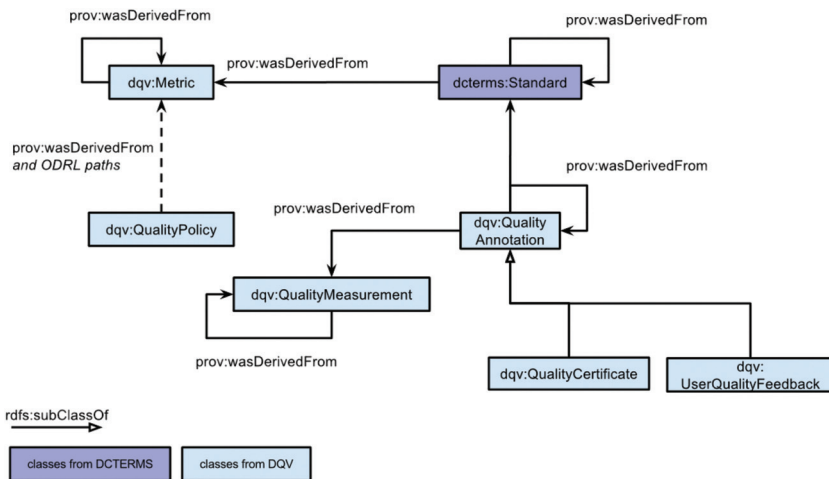 prov:wasDerivedFrom
prov:wasDerivedFrom
prov:wasDerivedFrom
dqv:Metric
dcterms:Standard
prov:wasDerivedFrom
and ODRL paths
prov:wasDerivedFrom
prov:wasDerivedFrom
dqv:QualityPolicy
dqv:Quality
Annotation
dqv:QualityMeasurement
prov:wasDerivedFrom
dqv:QualityCertificate
dqv:
UserQualityFeedback
rdfs:subClassOf
classes from DCTERMS
classes from DQV